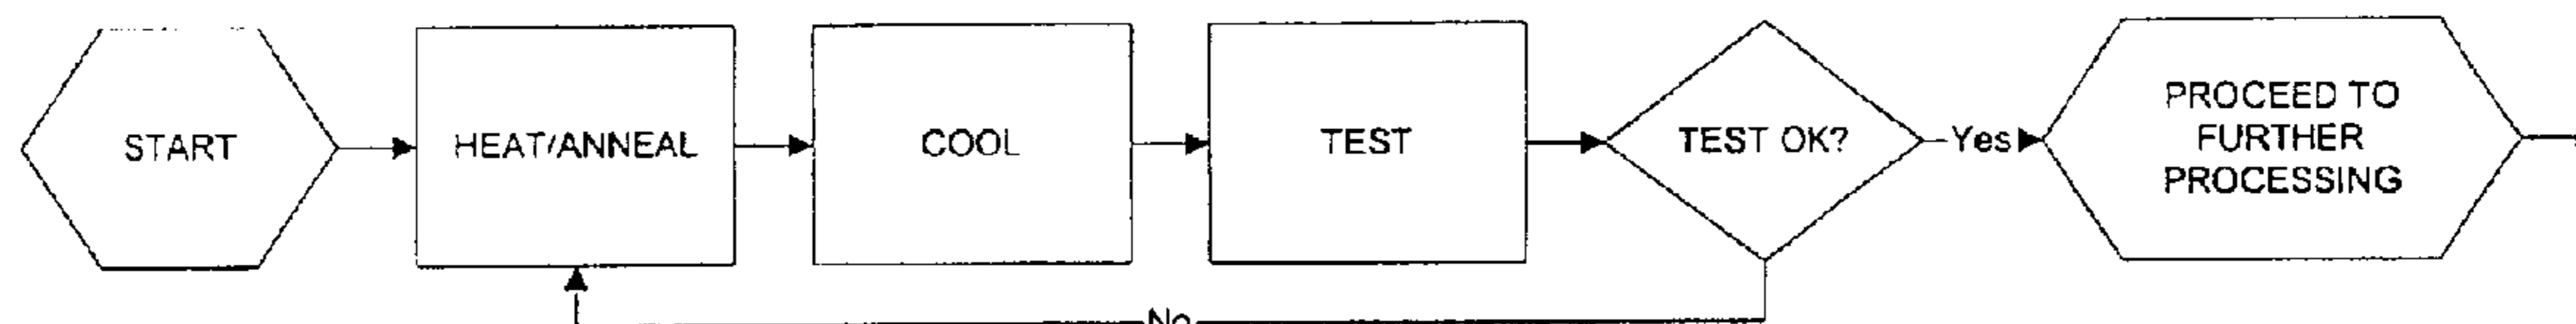 START
HEAT/ANNEAL
COOL
TEST
TEST OK?
Yes
PROCEED TO
FURTHER
PROCESSING
No